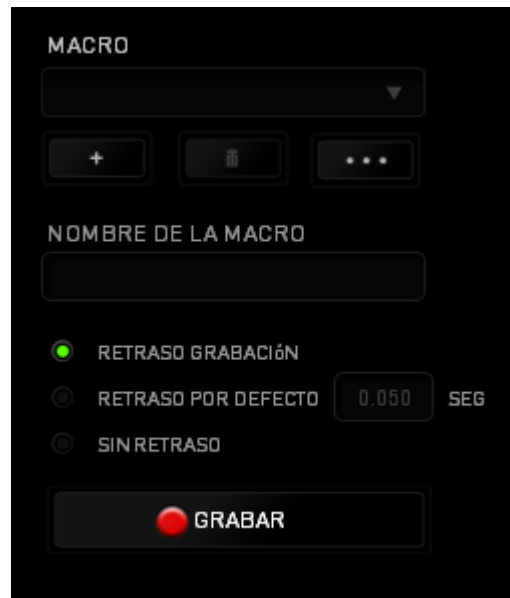 MACRO
+ ...
NOMBRE DE LA MACRO
RETRASO GRABACIóN
RETRASO POR DEFECTO 0.050 SEG
SIN RETRASO
GRABAR